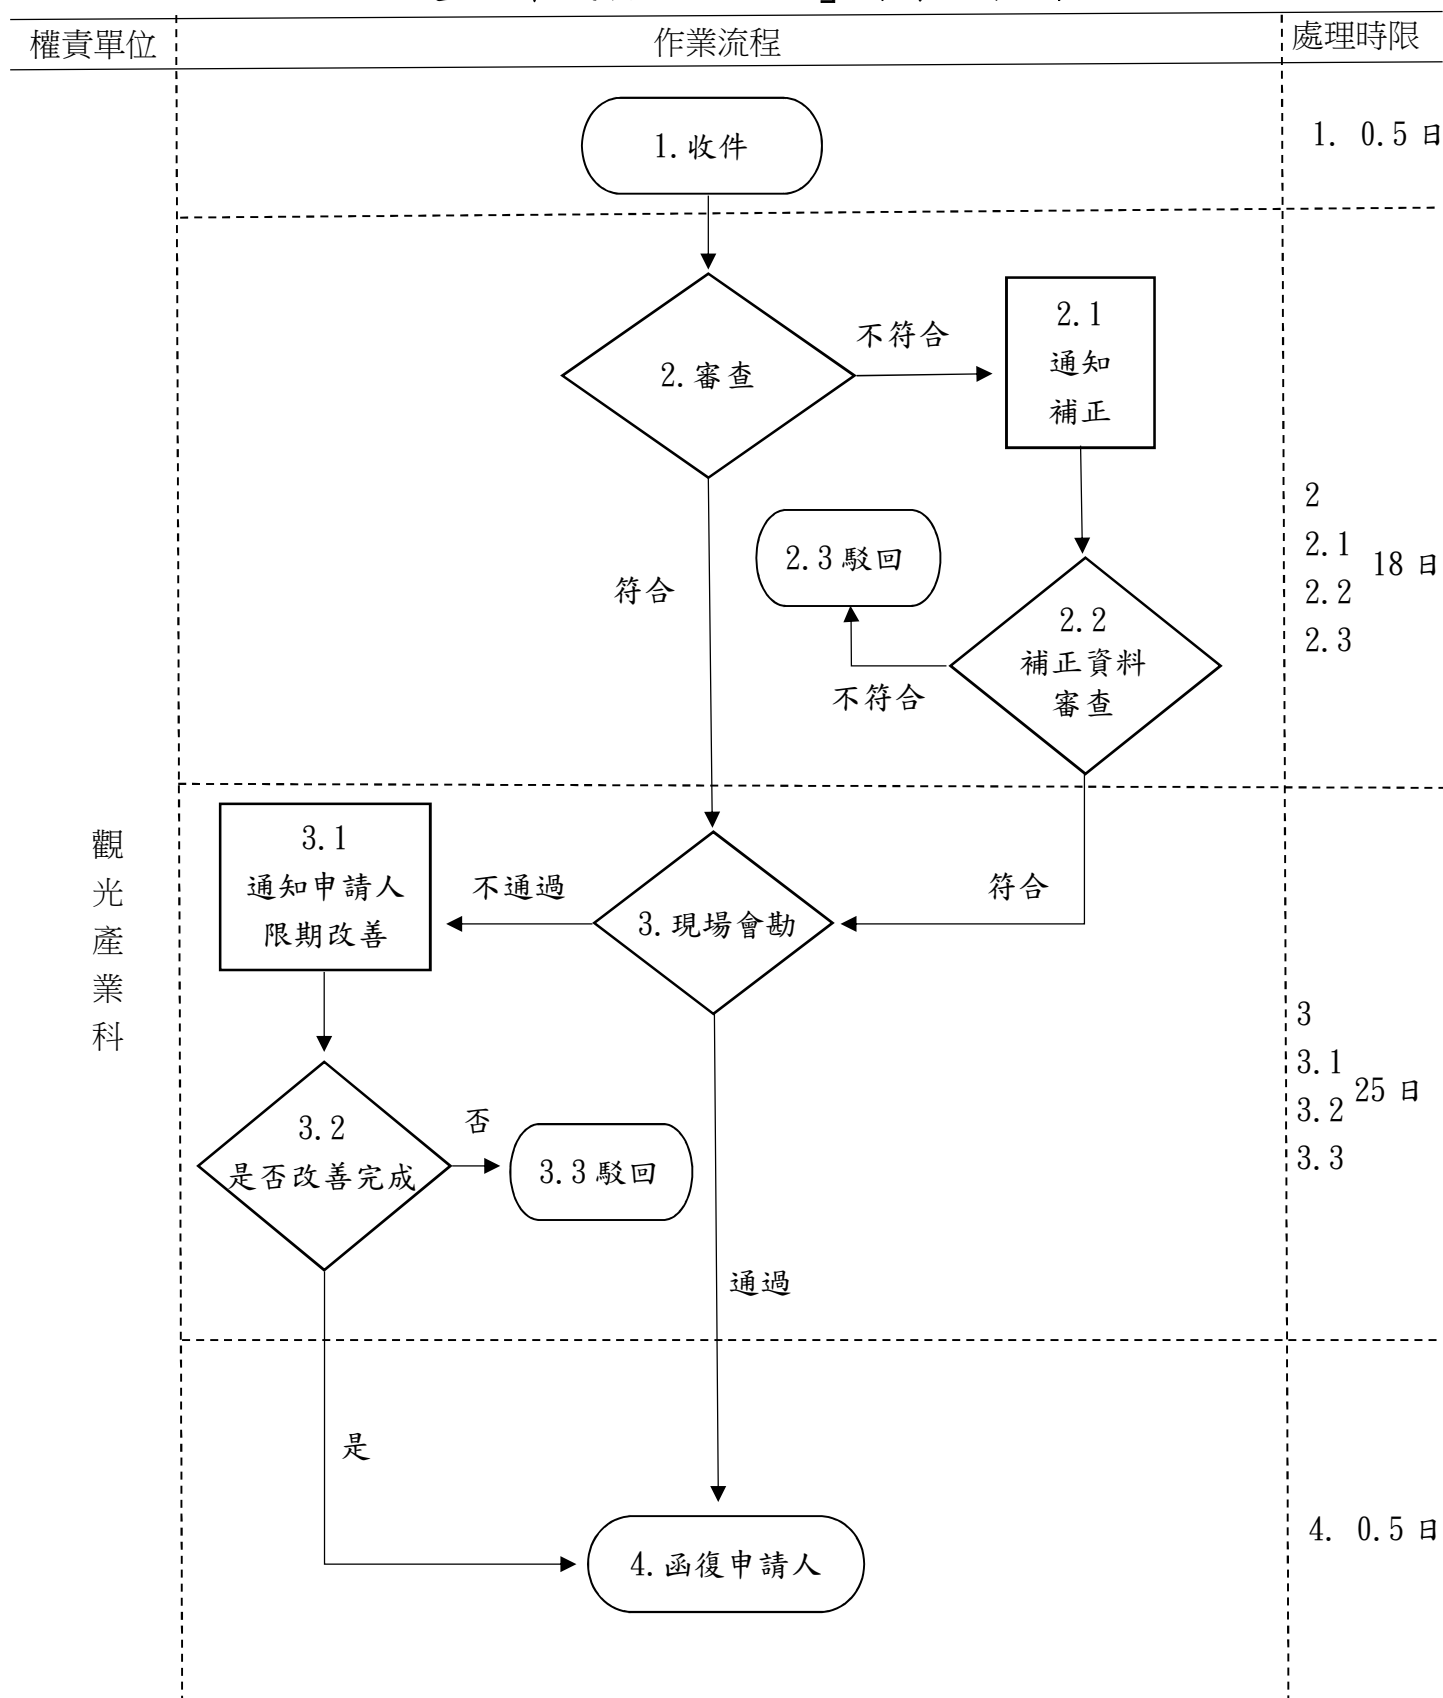 權責單位
作業流程
處理時限
1.收件
1. 0.5 日
2.審查
不符合
2.1
通知
補正
符合
2.3 駁回
不符合
2.2
補正資料
審查
2
2.1
2.2
2.3
18 日
觀
光
產
業
科
3.1
通知申請人
限期改善
不通過
3.現場會勘
符合
3.2
是否改善完成
否
3.3 駁回
通過
3
3.1
3.2
3.3
25 日
是
4.函復申請人
4. 0.5 日